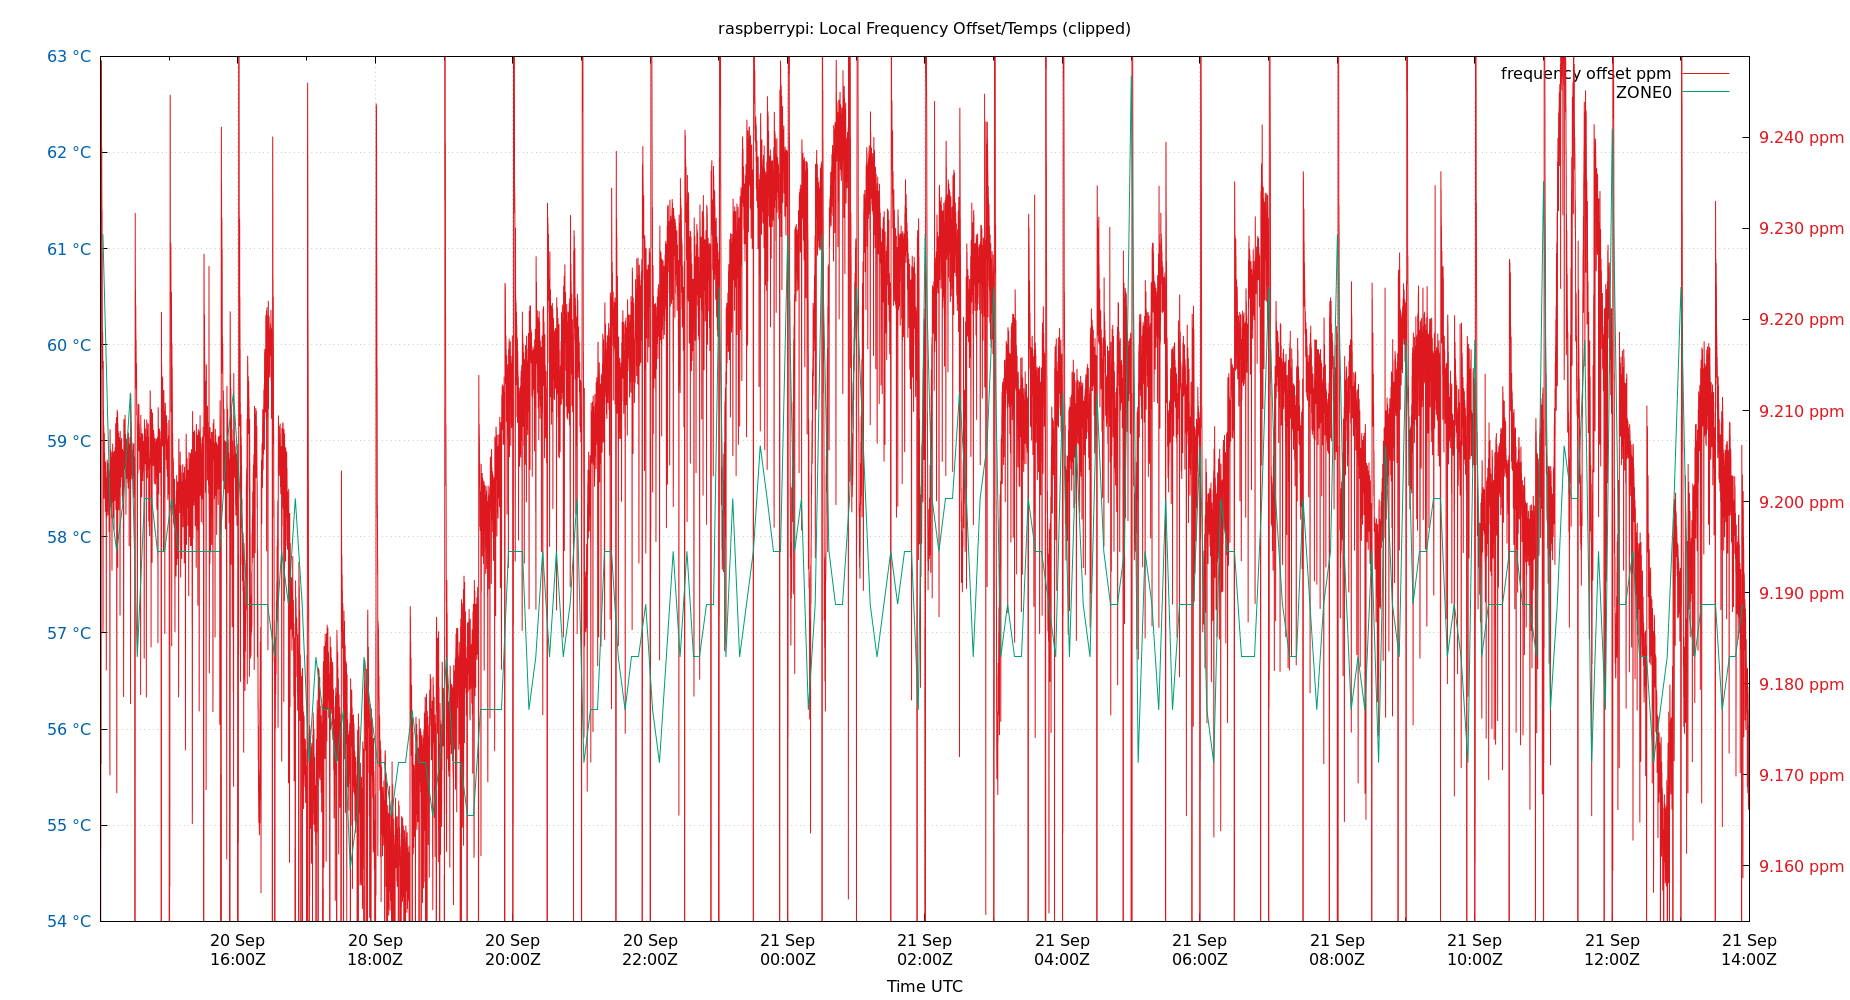 raspberrypi: Local Frequency Offset/Temps (clipped)
63 °C
62 °C
61 °C
60 °C
59 °C
58 °C
57 °C
56 °C
55 °C
54 °C
frequency offset ppm
ZONE0
9.240 ppm
9.230 ppm
9.220 ppm
9.210 ppm
9.200 ppm
9.190 ppm
9.180 ppm
9.170 ppm
9.160 ppm
20 Sep
16:00Z
20 Sep
18:00Z
20 Sep
20:00Z
20 Sep
22:00Z
21 Sep
00:00Z
21 Sep
02:00Z
21 Sep
04:00Z
21 Sep
06:00Z
21 Sep
08:00Z
21 Sep
10:00Z
21 Sep
12:00Z
21 Sep
14:00Z
Time UTC